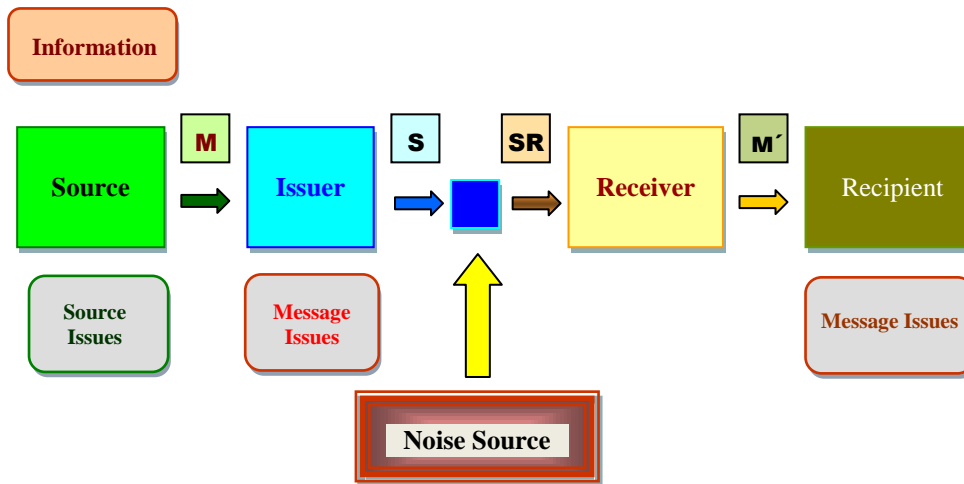 Information
M
S
SR
M´
Source
Issuer
Receiver
Recipient
Source
Issues
Message
Issues
Message Issues
Noise Source